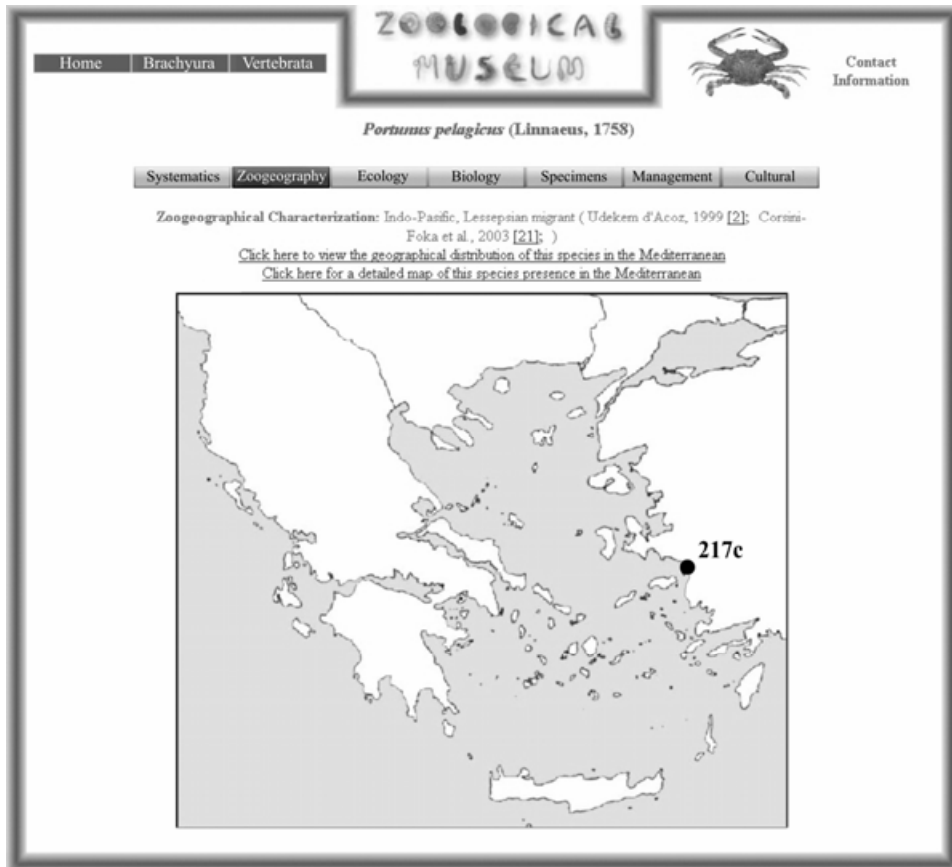 ZOOLOGICAL
MUSEUM
Home Brachyura Vertebrata
Contact
Information
Portunus pelagicus (Linnaeus, 1758)
Systematics Zoogeography Ecology Biology Specimens Management Cultural
Zoogeographical Characterization: Indo-Pasific, Lessepsian migrant ( Udekem d'Acoz, 1999 [2]; Corsini-
Foka et al., 2003 [21]; )
Click here to view the geographical distribution of this species in the Mediterranean
Click here for a detailed map of this species presence in the Mediterranean
217c